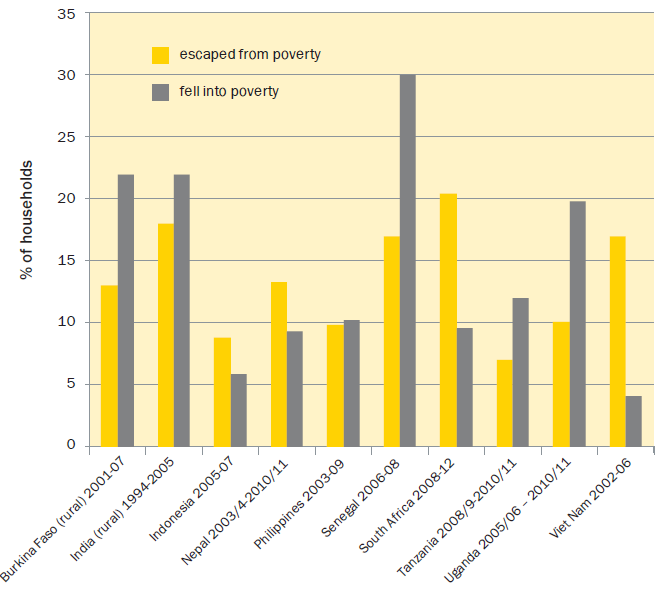 % of households
35
30
25
20
15
10
5
0
escaped from poverty
fell into poverty
Burkina Faso (rural) 2001-07
India (rural) 1994-2005
Indonesia 2005-07
Nepal 2003/4-2010/11
Philippines 2003-09
Senegal 2006-08
South Africa 2008-12
Tanzania 2008/9-2010/11
Uganda 2005/06 – 2010/11
Viet Nam 2002-06